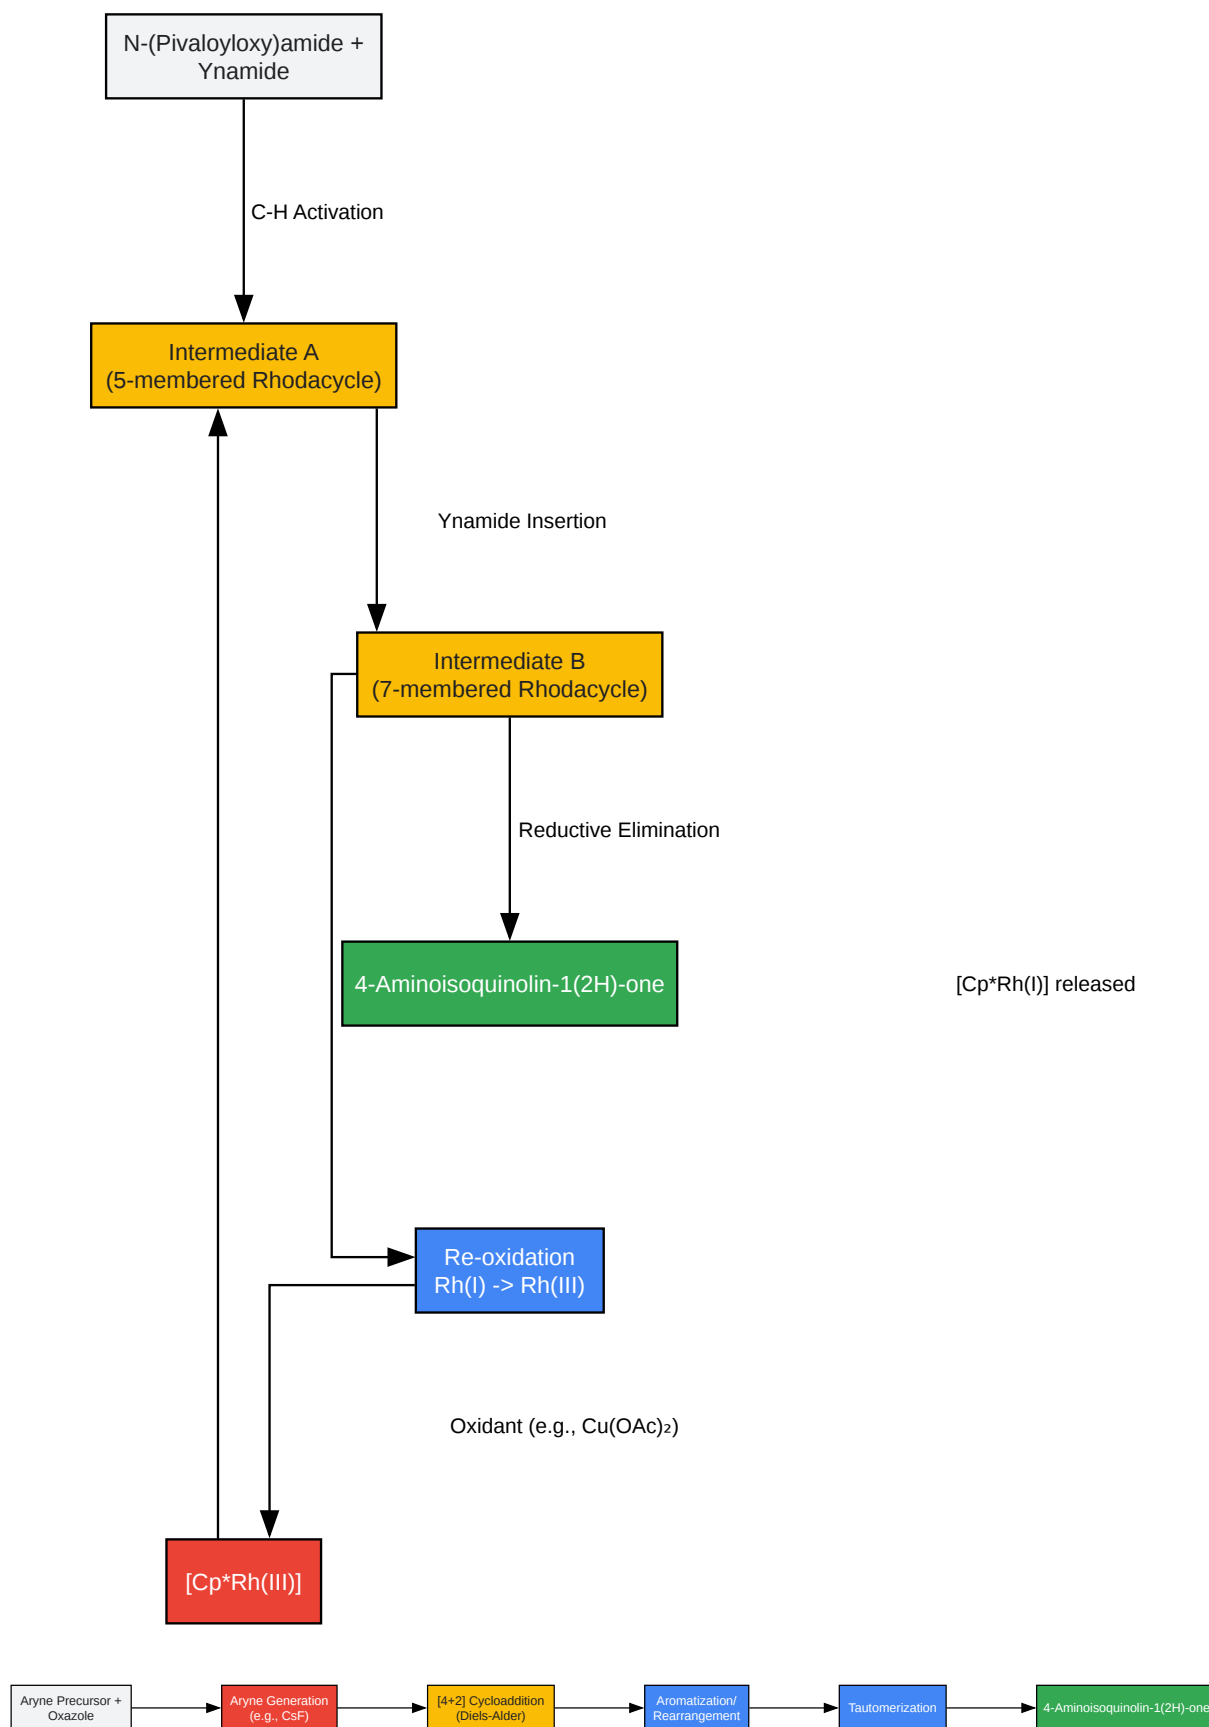 N-(Pivaloyloxy)amide +
Ynamide
C-H Activation
Intermediate A
(5-membered Rhodacycle)
Ynamide Insertion
Intermediate B
(7-membered Rhodacycle)
Reductive Elimination
4-Aminoisoquinolin-1(2H)-one
[Cp*Rh(I)] released
Re-oxidation
Rh(I) -> Rh(III)
Oxidant (e.g., Cu(OAc)₂)
[Cp*Rh(III)]
Aryne Precursor +
Oxazole
Aryne Generation
(e.g., CsF)
[4+2] Cycloaddition
(Diels-Alder)
Aromatization/
Rearrangement
Tautomerization
4-Aminoisoquinolin-1(2H)-one